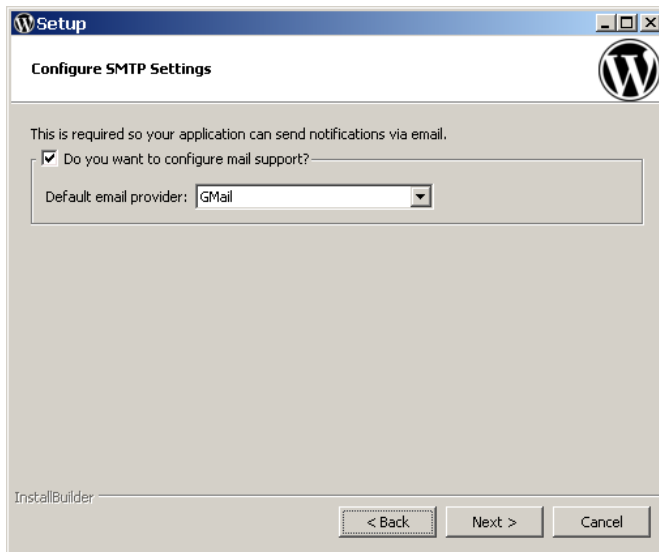 Setup
Configure SMTP Settings
This is required so your application can send notifications via email.
Do you want to configure mail support?
Default email provider: GMail
InstallBuilder
< Back Next > Cancel